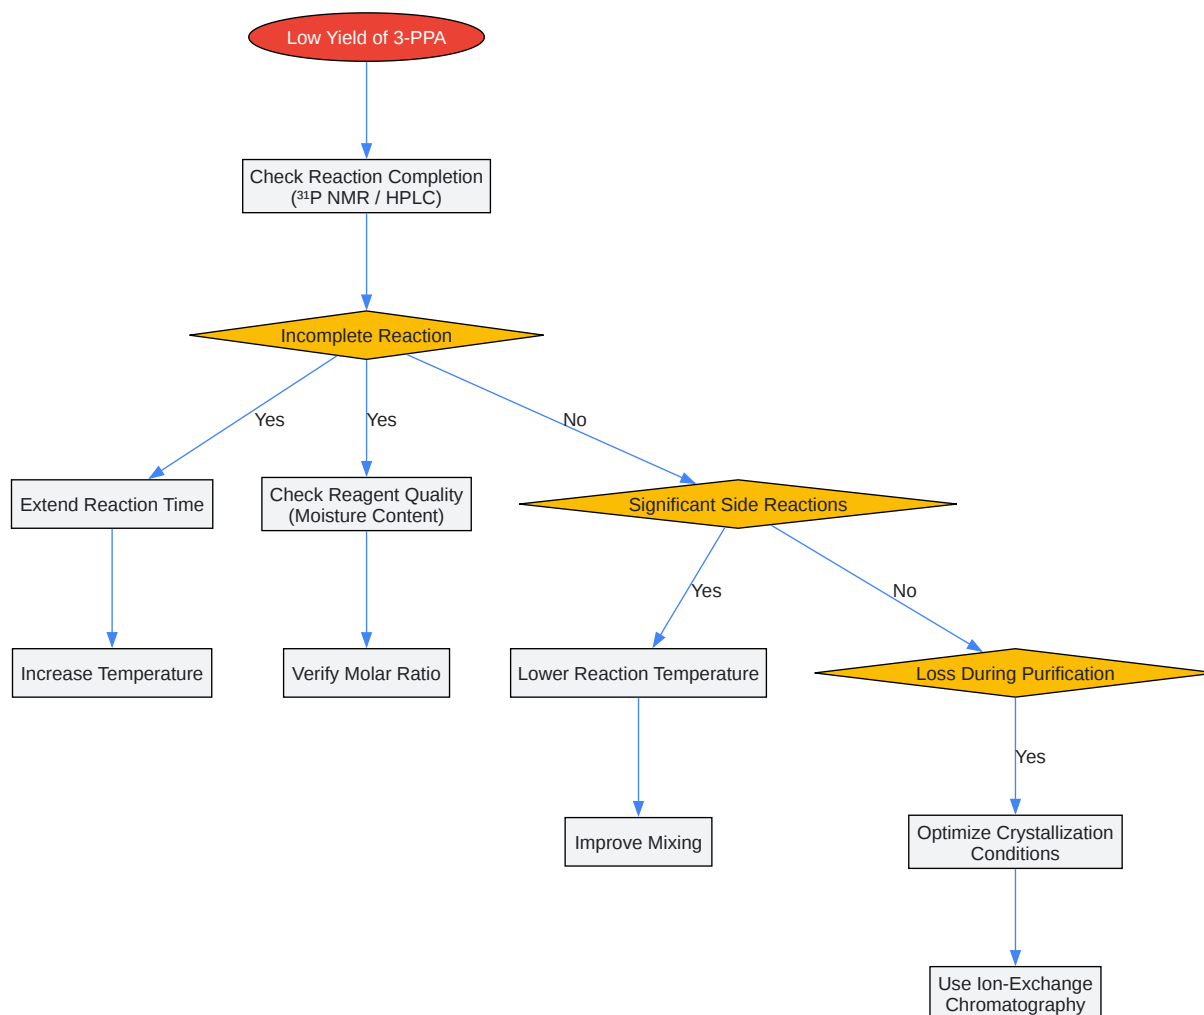 Low Yield of 3-PPA
Check Reaction Completion
(³¹P NMR / HPLC)
Incomplete Reaction
Yes
Yes
No
Extend Reaction Time
Check Reagent Quality
(Moisture Content)
Significant Side Reactions
Yes
No
Increase Temperature
Verify Molar Ratio
Lower Reaction Temperature
Loss During Purification
Yes
Improve Mixing
Optimize Crystallization
Conditions
Use Ion-Exchange
Chromatography